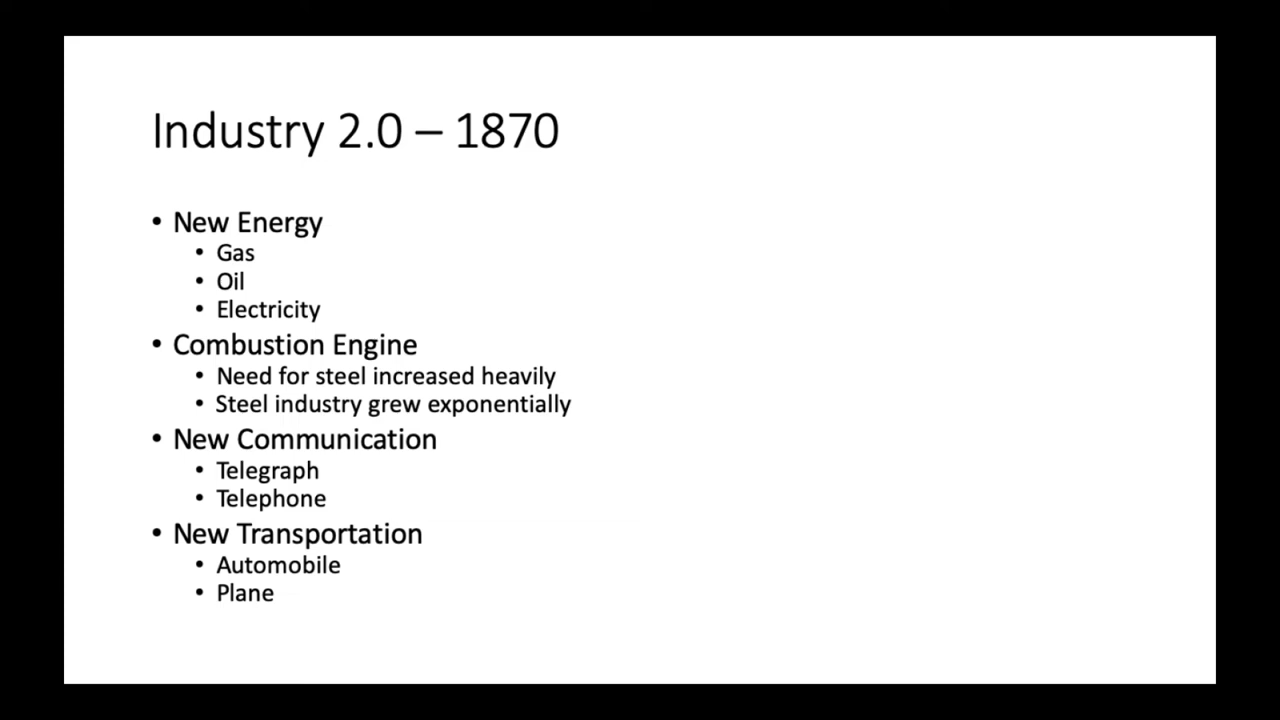 Industry 2.0 – 1870
• New Energy
• Gas
• Oil
• Electricity
• Combustion Engine
• Need for steel increased heavily
• Steel industry grew exponentially
• New Communication
• Telegraph
• Telephone
• New Transportation
• Automobile
• Plane